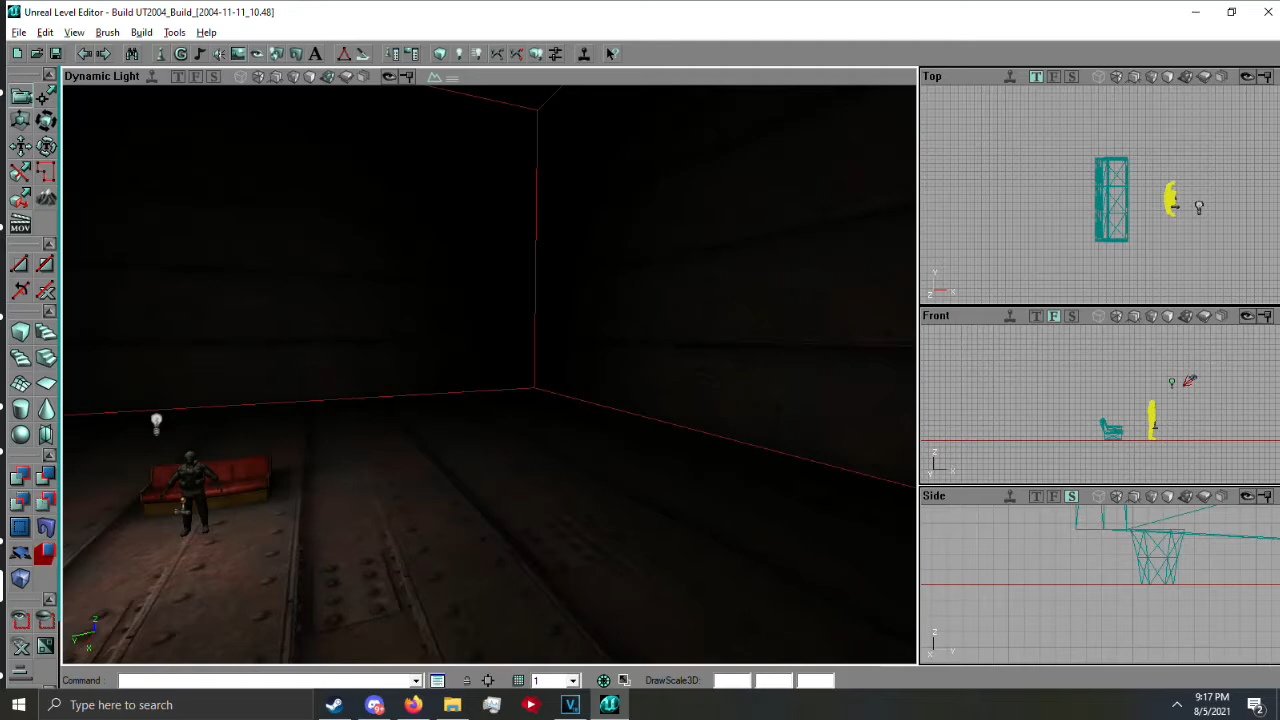 Unreal Level Editor - Build UT2004_Build_[2004-11-11_10.48]
File Edit View Brush Build Tools Help
Dynamic Light T F S
Top T F S
MOV
Y
Z X
Front T F S
Z
Y X
Side T F S
Z
Y X
Z
X Y
Command : 1 DrawScale3D:
Type here to search
9:17 PM
8/5/2021
2